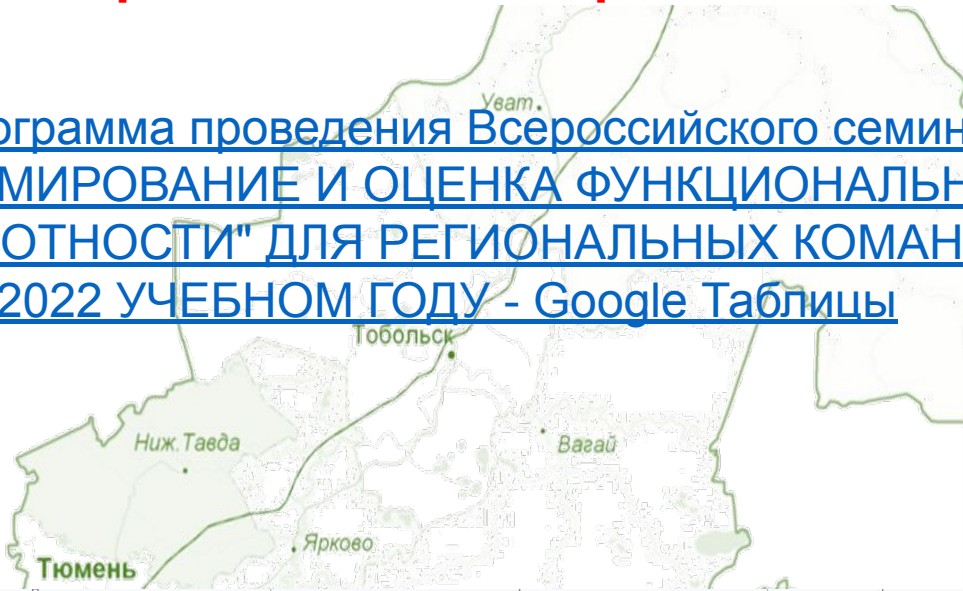 ограмма проведения Всероссийского семин
МИРОВАНИЕ И ОЦЕНКА ФУНКЦИОНАЛЬН
ОТНОСТИ" ДЛЯ РЕГИОНАЛЬНЫХ КОМАН
2022 УЧЕБНОМ ГОДУ - Google Таблицы
Уват
Тобольск
Ниж.Тавда
Вагай
Ярково
Тюмень